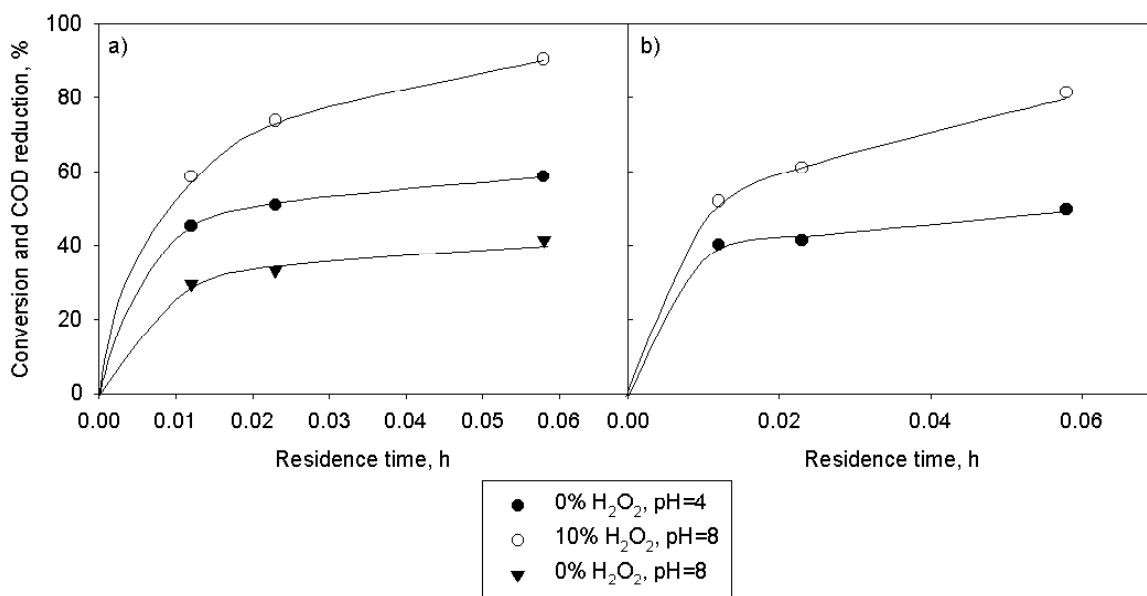 Conversion and COD reduction, %
100
80
60
40
20
0
a)
0.00 0.01 0.02 0.03 0.04 0.05 0.06
Residence time, h
b)
0.00 0.02 0.04 0.06
Residence time, h
0% H₂O₂, pH=4
10% H₂O₂, pH=8
0% H₂O₂, pH=8